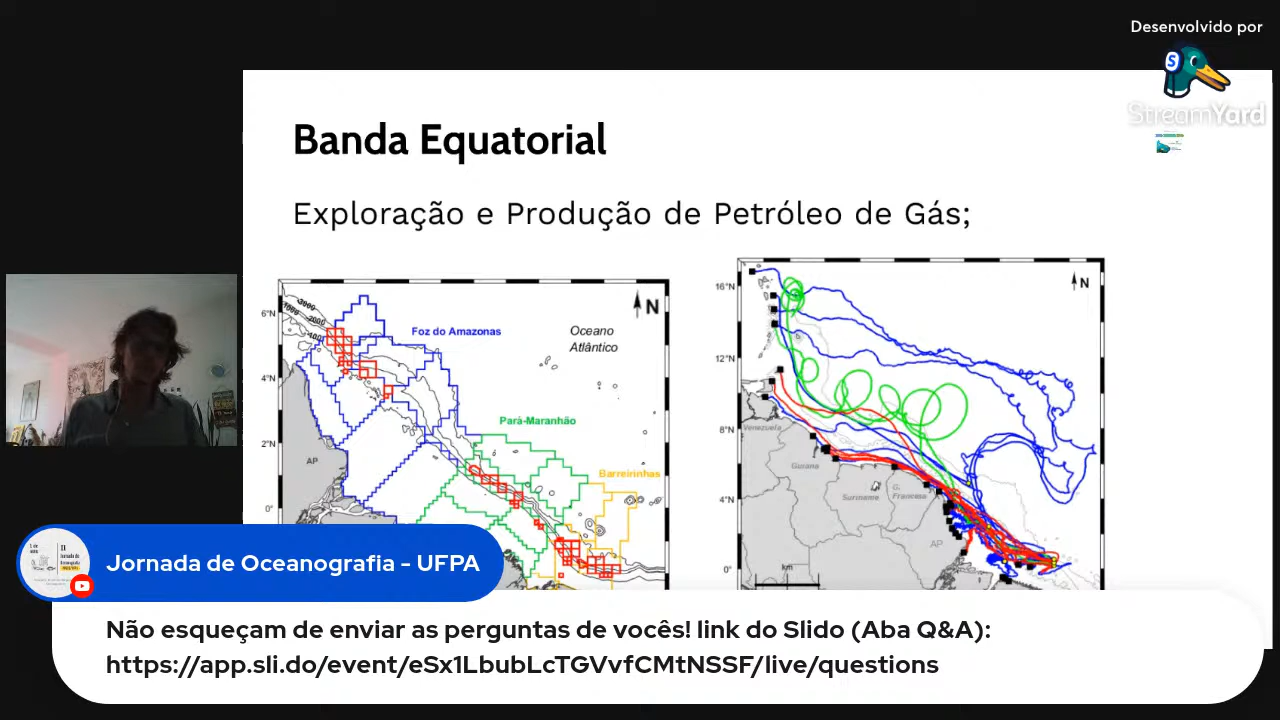 Desenvolvido por
StreamYard
Banda Equatorial
Exploração e Produção de Petróleo de Gás;
6°N
4°N
2°N
0°
3000
2000
Foz do Amazonas
Oceano
Atlântico
N
Pará-Maranhão
Barreirinhas
AP
16°N
12°N
8°N
4°N
0°
N
Venezuela
Guiana
Suriname
G.
Francesa
AP
km
Jornada de Oceanografia - UFPA
Não esqueçam de enviar as perguntas de vocês! link do Slido (Aba Q&A):
https://app.sli.do/event/eSx1LbubLcTGVvfCMtNSSF/live/questions